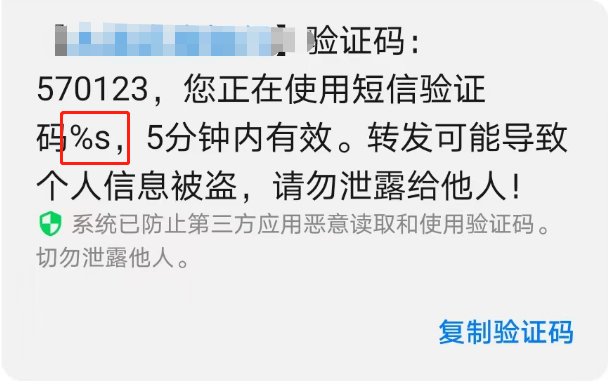 【】验证码：
570123，您正在使用短信验证
码%s，5分钟内有效。转发可能导致
个人信息被盗，请勿泄露给他人！
系统已防止第三方应用恶意读取和使用验证码。
切勿泄露他人。
复制验证码